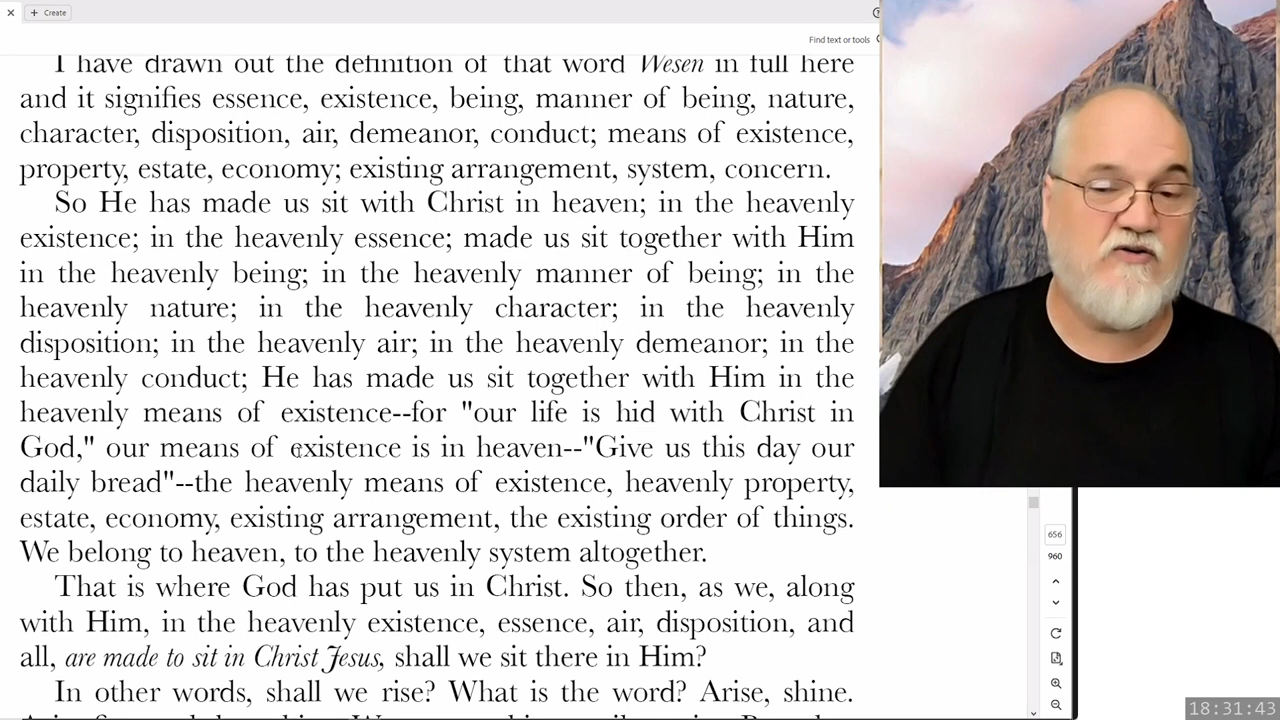 Create
Find text or tools
I have drawn out the definition of that word Wesen in full here
and it signifies essence, existence, being, manner of being, nature,
character, disposition, air, demeanor, conduct; means of existence,
property, estate, economy; existing arrangement, system, concern.
So He has made us sit with Christ in heaven; in the heavenly
existence; in the heavenly essence; made us sit together with Him
in the heavenly being; in the heavenly manner of being; in the
heavenly nature; in the heavenly character; in the heavenly
disposition; in the heavenly air; in the heavenly demeanor; in the
heavenly conduct; He has made us sit together with Him in the
heavenly means of existence--for "our life is hid with Christ in
God," our means of existence is in heaven--"Give us this day our
daily bread"--the heavenly means of existence, heavenly property,
estate, economy, existing arrangement, the existing order of things.
We belong to heaven, to the heavenly system altogether.
That is where God has put us in Christ. So then, as we, along
with Him, in the heavenly existence, essence, air, disposition, and
all, are made to sit in Christ Jesus, shall we sit there in Him?
In other words, shall we rise? What is the word? Arise, shine.
656
960
18:31:43